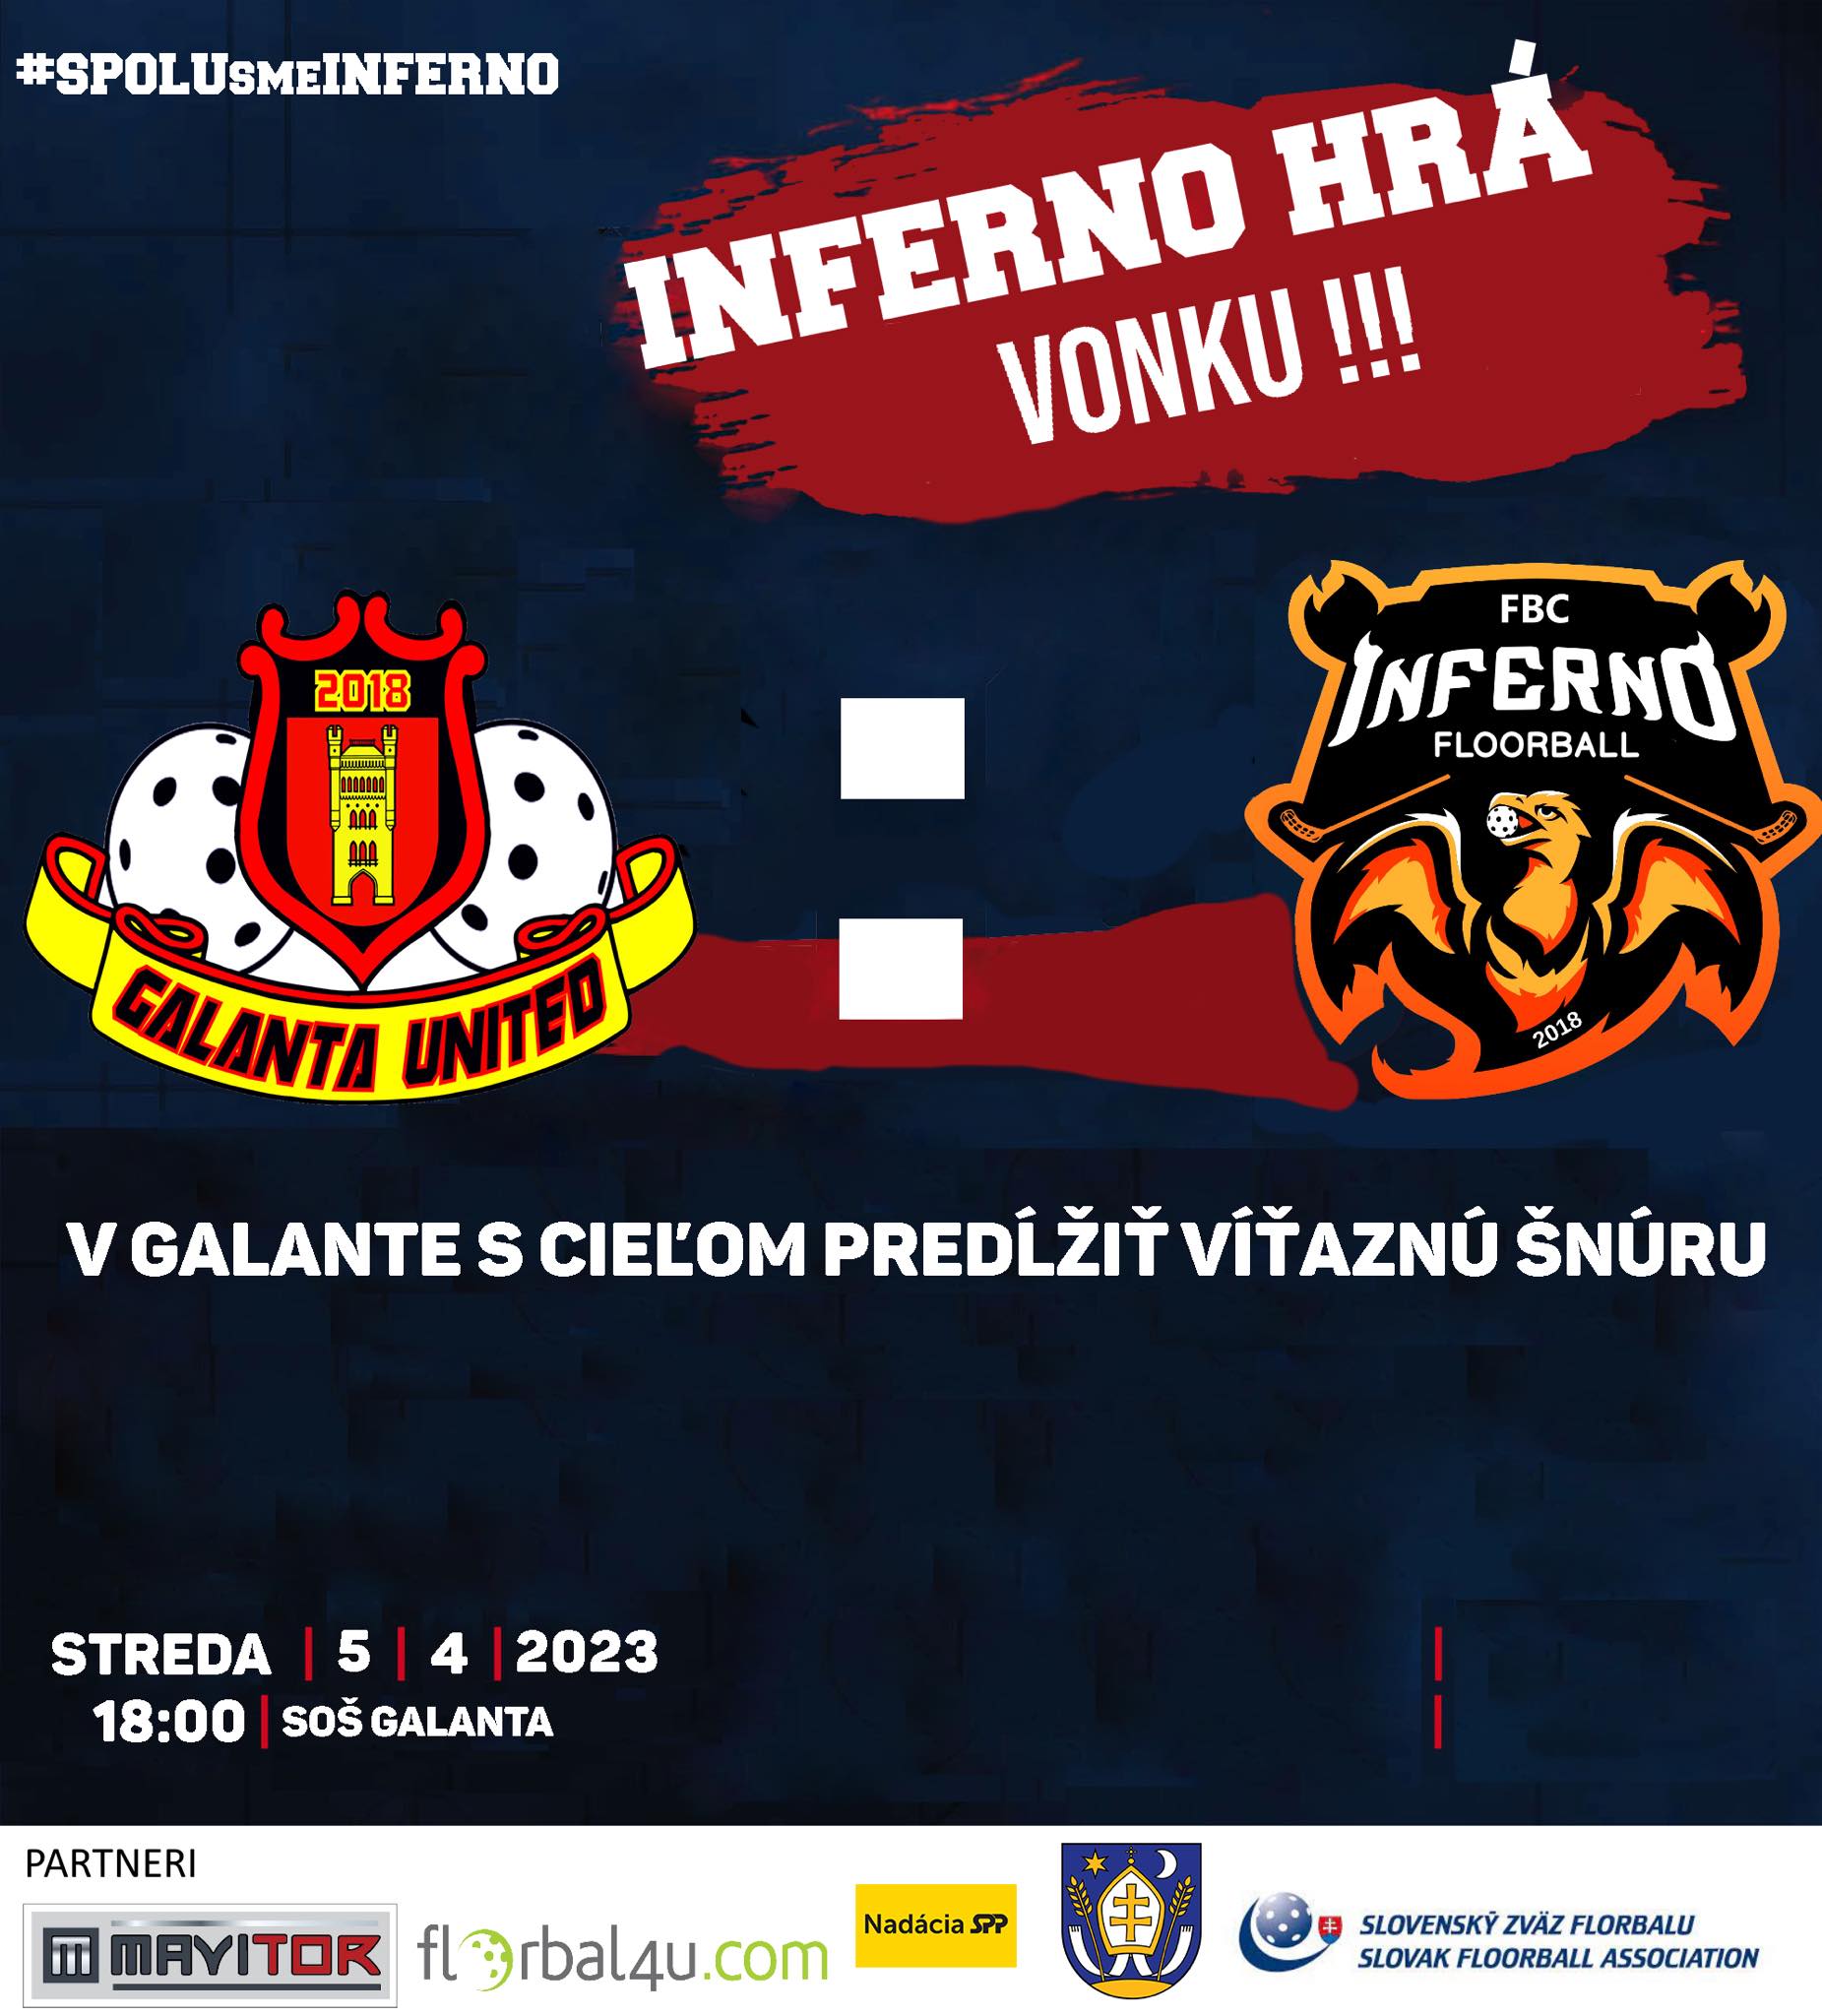 #SPOLUSMEINFERNO
INFERNO HRÁ
VONKU !!!
2018
GALANTA UNITED
FBC
INFERNO
FLOORBALL
2018
V GALANTE S CIEĽOM PREDĹŽIŤ VÍŤAZNÚ ŠNÚRU
STREDA | 5 | 4 | 2023
18:00 | SOŠ GALANTA
PARTNERI
MAYITOR
florbal4u.com
Nadácia SPP
SLOVENSKÝ ZVÄZ FLORBALU
SLOVAK FLOORBALL ASSOCIATION